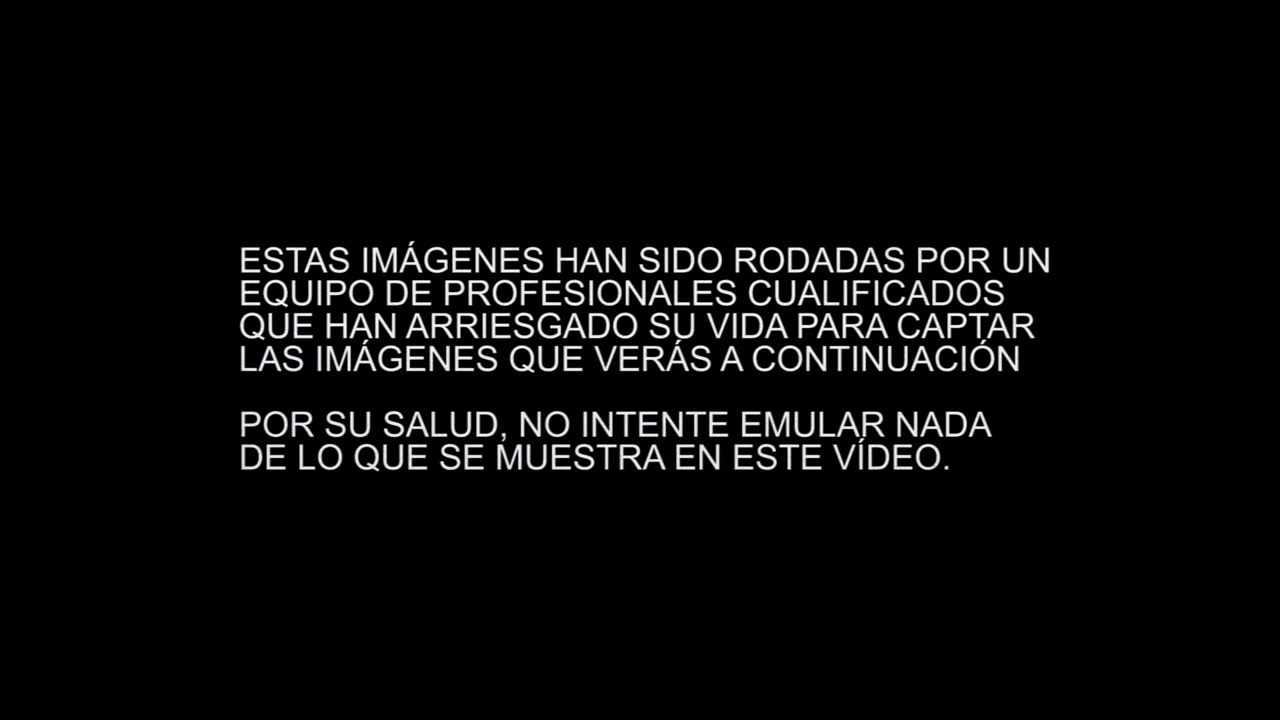 ESTAS IMÁGENES HAN SIDO RODADAS POR UN
EQUIPO DE PROFESIONALES CUALIFICADOS
QUE HAN ARRIESGADO SU VIDA PARA CAPTAR
LAS IMÁGENES QUE VERÁS A CONTINUACIÓN
POR SU SALUD, NO INTENTE EMULAR NADA
DE LO QUE SE MUESTRA EN ESTE VÍDEO.